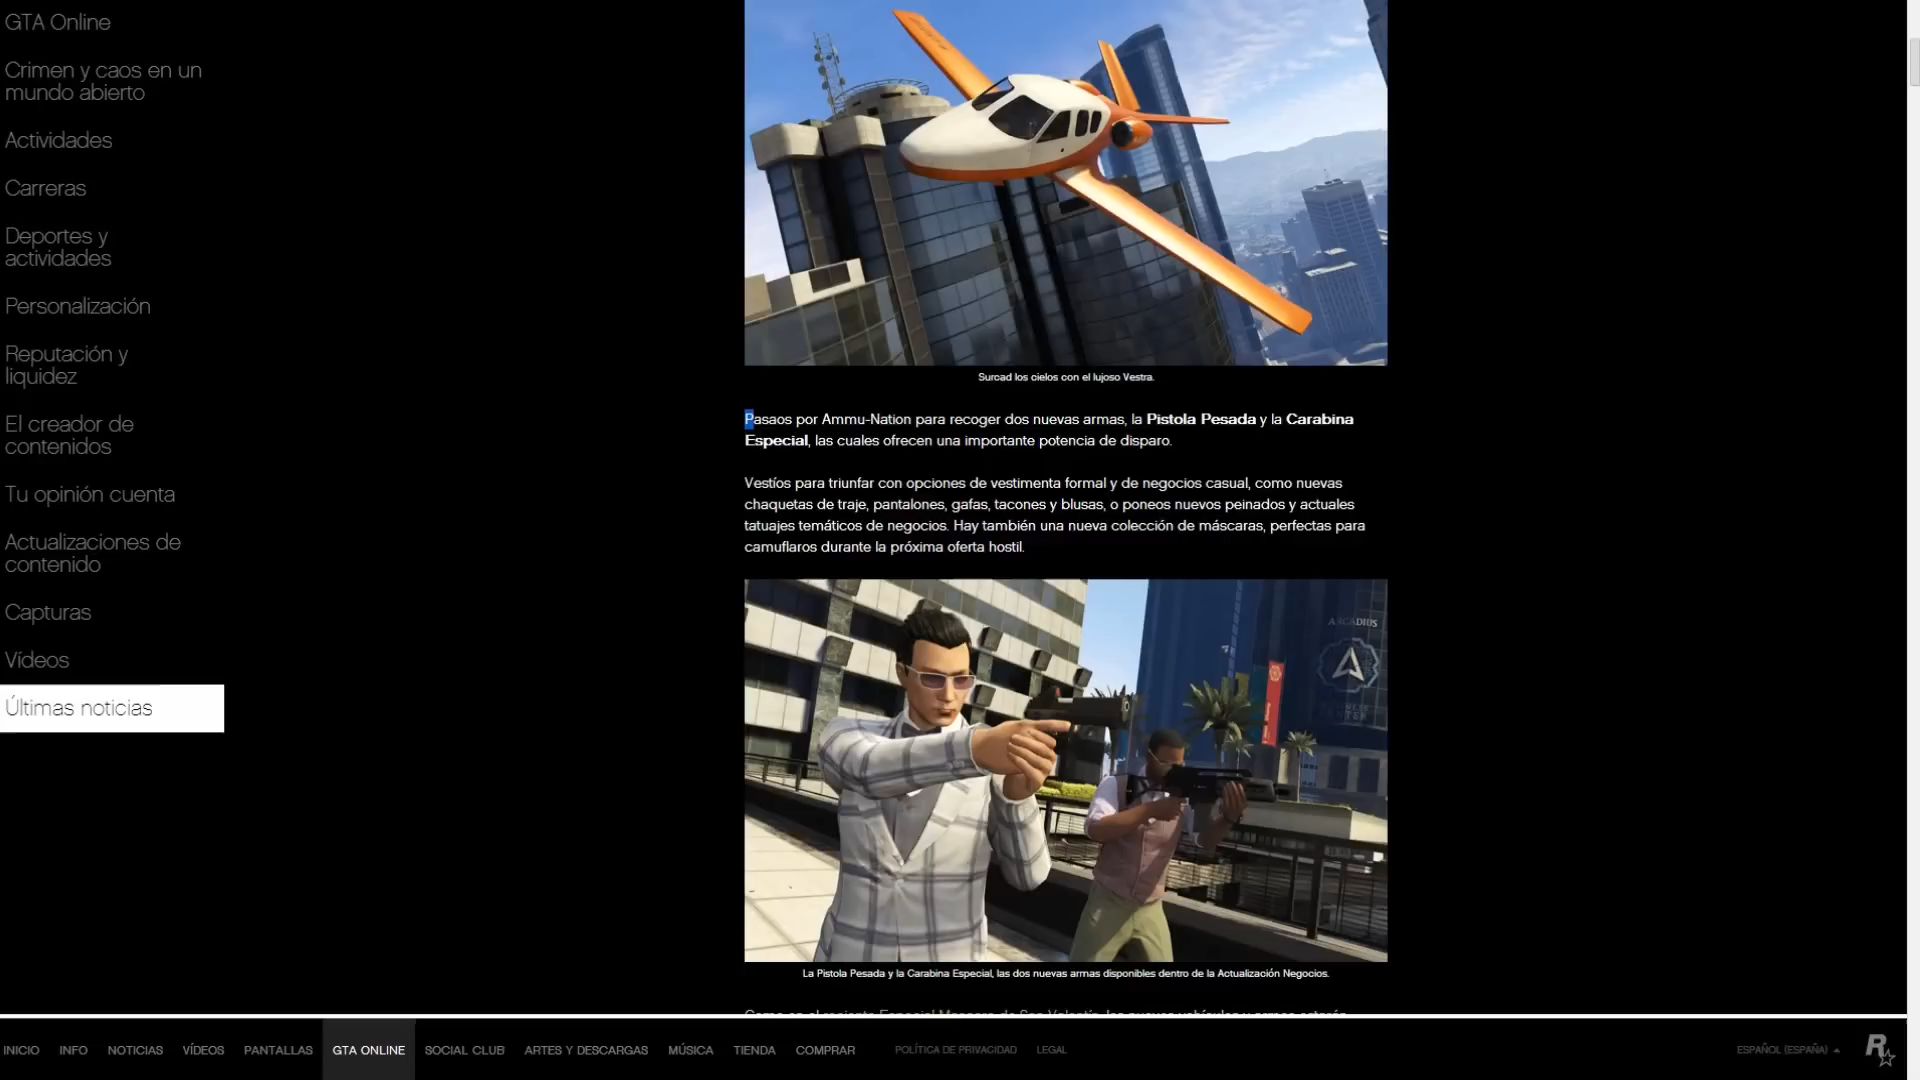 GTA Online
Crimen y caos en un
mundo abierto
Actividades
Carreras
Deportes y
actividades
Personalización
Reputación y
liquidez
El creador de
contenidos
Tu opinión cuenta
Actualizaciones de
contenido
Capturas
Vídeos
Últimas noticias
Surcad los cielos con el lujoso Vestra.
Pasaos por Ammu-Nation para recoger dos nuevas armas, la Pistola Pesada y la Carabina
Especial, las cuales ofrecen una importante potencia de disparo.
Vestíos para triunfar con opciones de vestimenta formal y de negocios casual, como nuevas
chaquetas de traje, pantalones, gafas, tacones y blusas, o poneos nuevos peinados y actuales
tatuajes temáticos de negocios. Hay también una nueva colección de máscaras, perfectas para
camuflaros durante la próxima oferta hostil.
ARCADIUS
La Pistola Pesada y la Carabina Especial, las dos nuevas armas disponibles dentro de la Actualización Negocios.
INICIO INFO NOTICIAS VÍDEOS PANTALLAS GTA ONLINE SOCIAL CLUB ARTES Y DESCARGAS MÚSICA TIENDA COMPRAR POLÍTICA DE PRIVACIDAD LEGAL ESPAÑOL (ESPAÑA)
R